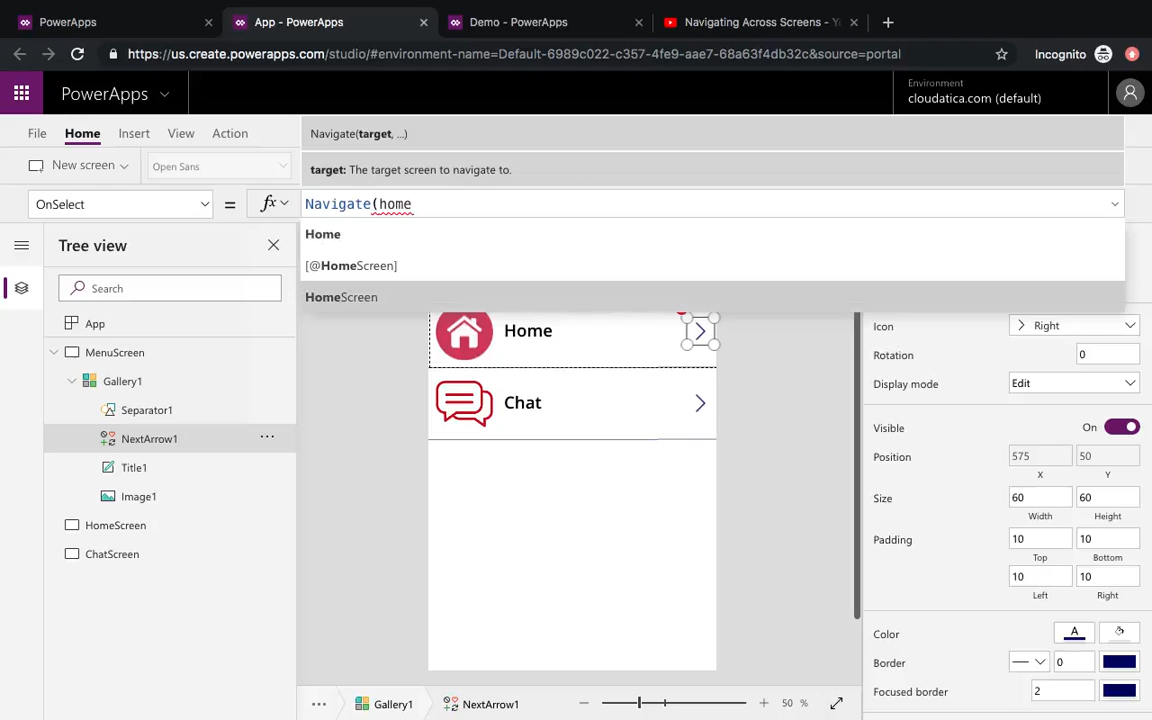 PowerApps
App - PowerApps
Demo - PowerApps
Navigating Across Screens - Y
https://us.create.powerapps.com/studio/#environment-name=Default-6989c022-c357-4fe9-aae7-68a63f4db32c&source=portal
Incognito
PowerApps
Environment
cloudatica.com (default)
File Home Insert View Action
New screen
Open Sans
Navigate(target, ...)
target: The target screen to navigate to.
OnSelect
=
fx
Navigate(home
Home
[@HomeScreen]
HomeScreen
Tree view
Search
App
MenuScreen
Gallery1
Separator1
NextArrow1
Title1
Image1
HomeScreen
ChatScreen
Home
Chat
Icon Right
Rotation 0
Display mode Edit
Visible On
Position 575 50
X Y
Size 60 60
Width Height
Padding 10 10
Top Bottom
10 10
Left Right
Color A
Border 0
Focused border 2
Gallery1 NextArrow1
50 %